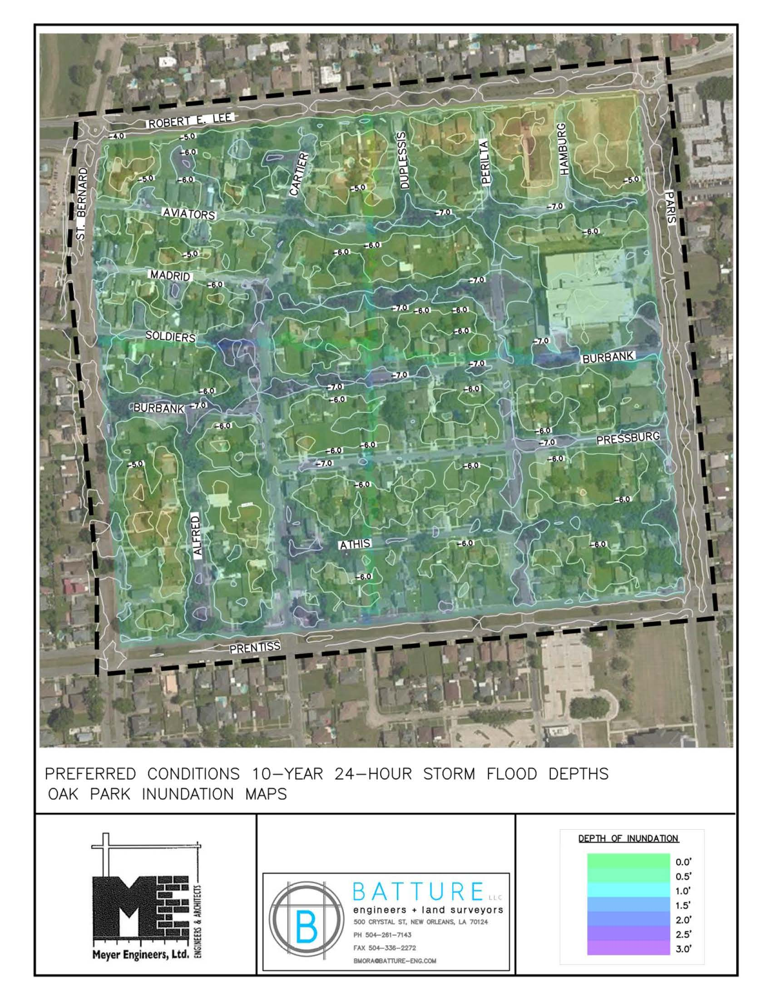 ROBERT E. LEE
-4.0
-5.0
-6.0
ST. BERNARD
CARTIER
DUPLESSIS
PERILTA
HAMBURG
PARIS
-5.0
-6.0
-5.0
-5.0
AVIATORS
-7.0
-7.0
-6.0
-5.0
-6.0
-6.0
MADRID
-6.0
-7.0
-7.0
-6.0
-6.0
-6.0
SOLDIERS
-7.0
BURBANK
-7.0
-7.0
-7.0
-6.0
-6.0
-6.0
BURBANK
-7.0
-6.0
-6.0
-7.0
PRESSBURG
-6.0
-6.0
-7.0
-6.0
-5.0
-6.0
-6.0
-6.0
ALFRED
ATHIS
-6.0
-6.0
-6.0
PRENTISS
PREFERRED CONDITIONS 10-YEAR 24-HOUR STORM FLOOD DEPTHS
OAK PARK INUNDATION MAPS
ME
ENGINEERS & ARCHITECTS
Meyer Engineers, Ltd.
B
BATTURE LLC
engineers + land surveyors
500 CRYSTAL ST, NEW ORLEANS, LA 70124
PH 504-261-7143
FAX 504-336-2272
BMORA@BATTURE-ENG.COM
DEPTH OF INUNDATION
0.0'
0.5'
1.0'
1.5'
2.0'
2.5'
3.0'